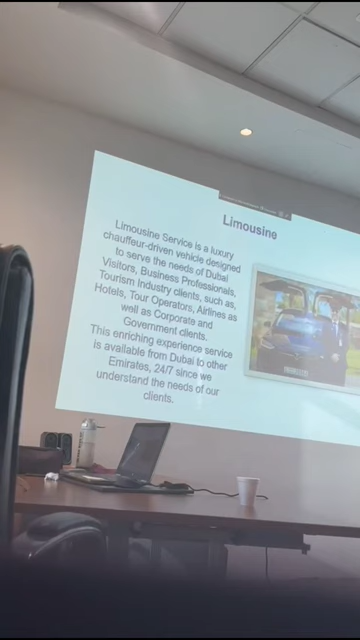 Limousine
Limousine Service is a luxury
chauffeur-driven vehicle designed
to serve the needs of Dubai
Visitors, Business Professionals,
Tourism Industry clients, such as,
Hotels, Tour Operators, Airlines as
well as Corporate and
Government clients.
This enriching experience service
is available from Dubai to other
Emirates, 24/7 since we
understand the needs of our
clients.